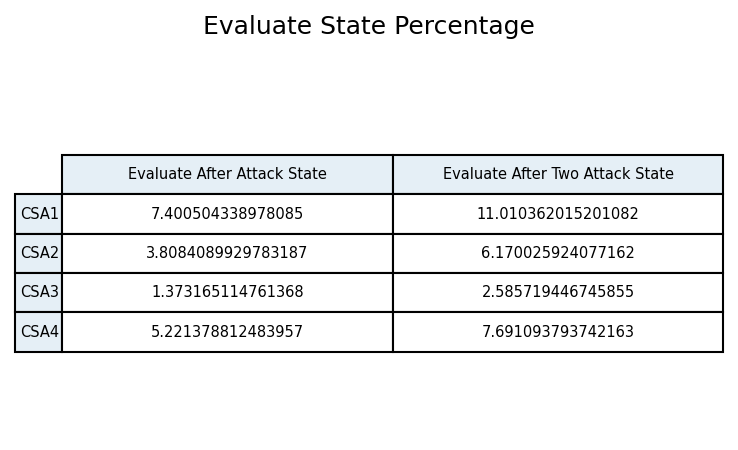 Evaluate State Percentage
Evaluate After Attack State Evaluate After Two Attack State
CSA1 7.400504338978085 11.010362015201082
CSA2 3.8084089929783187 6.170025924077162
CSA3 1.373165114761368 2.585719446745855
CSA4 5.221378812483957 7.691093793742163